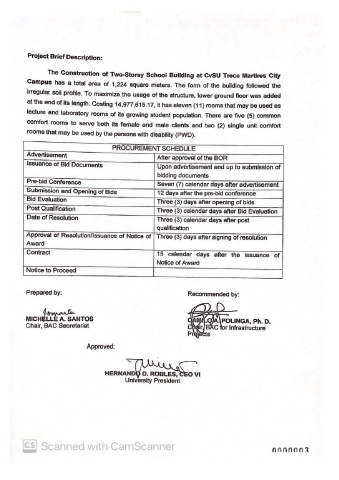 Project Brief Description:
The Construction of Two-Storey School Building at CvSU Trece Martires City
Campus has a total area of 1,224 square meters. The form of the building followed the
irregular soil profile. To maximize the usage of the structure, lower ground floor was added
at the end of its length. Costing 14,977,615.17, it has eleven (11) rooms that may be used as
lecture and laboratory rooms of its growing student population. There are five (5) common
comfort rooms to serve both its female and male clients and two (2) single unit comfort
rooms that may be used by the persons with disability (PWD).
PROCUREMENT SCHEDULE
Advertisement After approval of the BOR
Issuance of Bid Documents Upon advertisement and up to submission of
bidding documents
Pre-bid Conference Seven (7) calendar days after advertisement
Submission and Opening of Bids 12 days after the pre-bid conference
Bid Evaluation Three (3) days after opening of bids
Post Qualification Three (3) calendar days after Bid Evaluation
Date of Resolution Three (3) calendar days after post
qualification
Approval of Resolution/Issuance of Notice of Three (3) days after signing of resolution
Award
Contract 15 calendar days after the issuance of
Notice of Award
Notice to Proceed
Prepared by: Recommended by:
MICHELLE A. SANTOS
Chair, BAC Secretariat
CAMILO A. POLINGA, Ph. D.
Chair, BAC for Infrastructure
Projects
Approved:
HERNANDO D. ROBLES, CEO VI
University President
CS Scanned with CamScanner
0000003